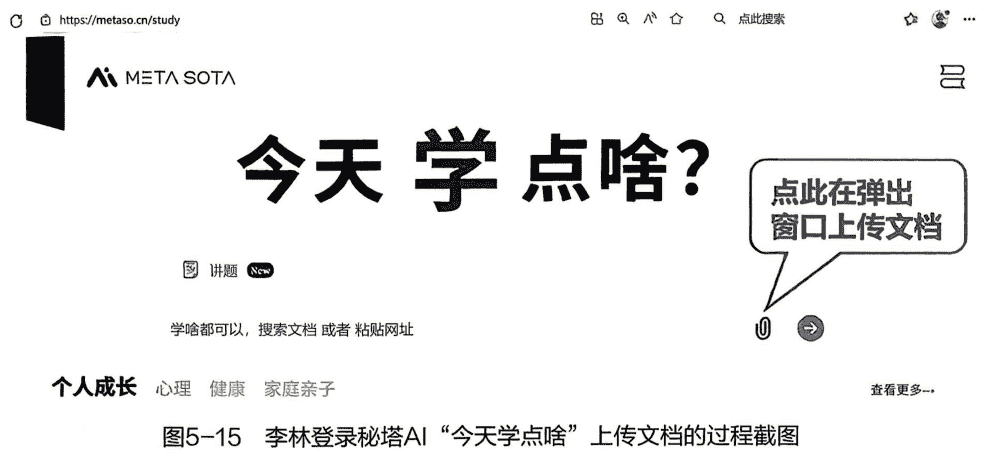 https://metaso.cn/study
点此搜索
META SOTA
今天 学 点啥?
点此在弹出
窗口上传文档
讲题 New
学啥都可以，搜索文档 或者 粘贴网址
个人成长 心理 健康 家庭亲子
查看更多
图5-15 李林登录秘塔AI“今天学点啥”上传文档的过程截图